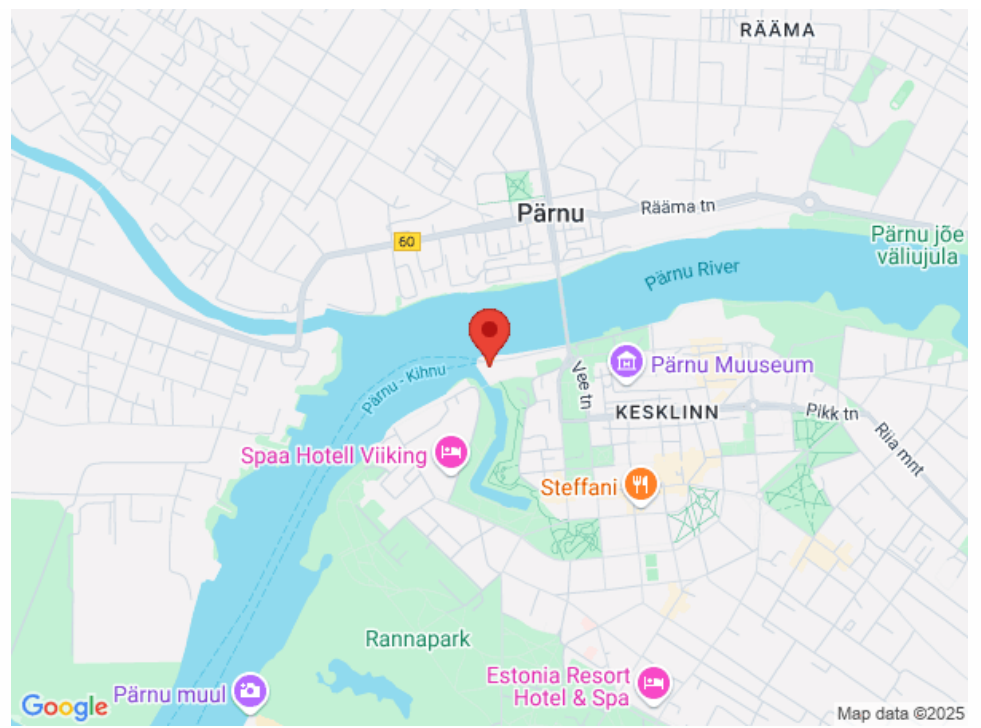 RÄÄMA
Pärnu
Rääma tn
60
Pärnu jõe
väliujula
Pärnu River
Pärnu Muuseum
Vee tn
Pärnu - Kihnu
KESKLINN
Pikk tn
Riia mnt
Spaa Hotell Viiking
Steffani
Rannapark
Estonia Resort
Hotel & Spa
Pärnu muul
Google
Map data ©2025